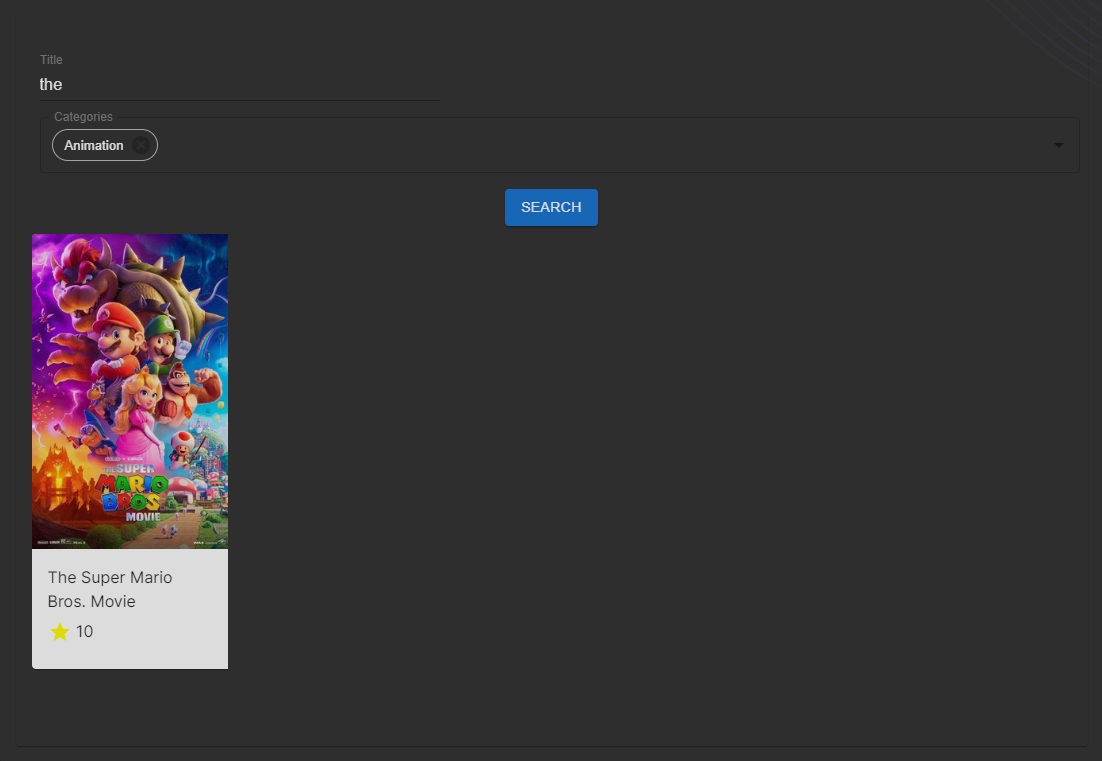 Title
the
Categories
Animation
SEARCH
THE SUPER
MARIO
BROS
MOVIE
The Super Mario
Bros. Movie
10